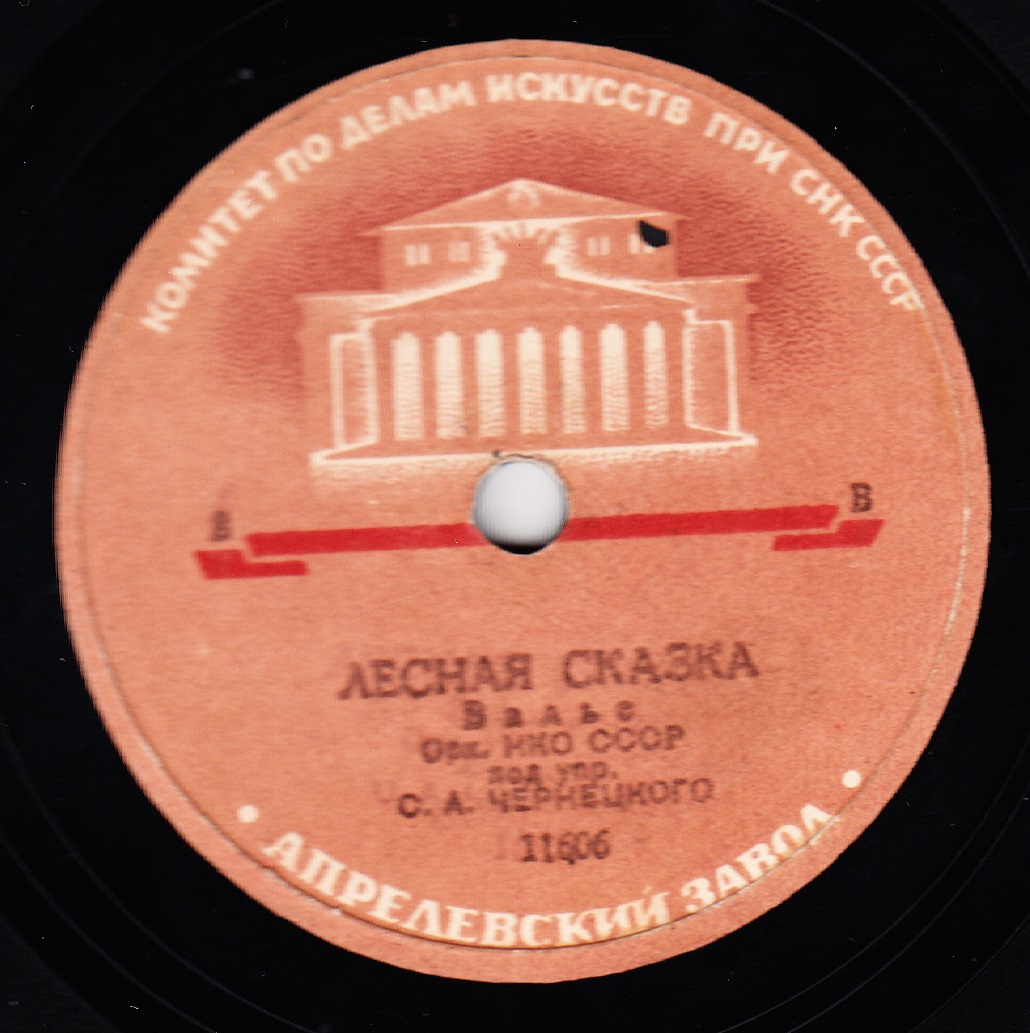 КОМИТЕТ ПО ДЕЛАМ ИСКУССТВ ПРИ СНК СССР
В В
ЛЕСНАЯ СКАЗКА
Вальс
Орк. НКО СССР
под упр.
С. А. ЧЕРНЕЦКОГО
11606
• АПРЕЛЕВСКИЙ ЗАВОД •